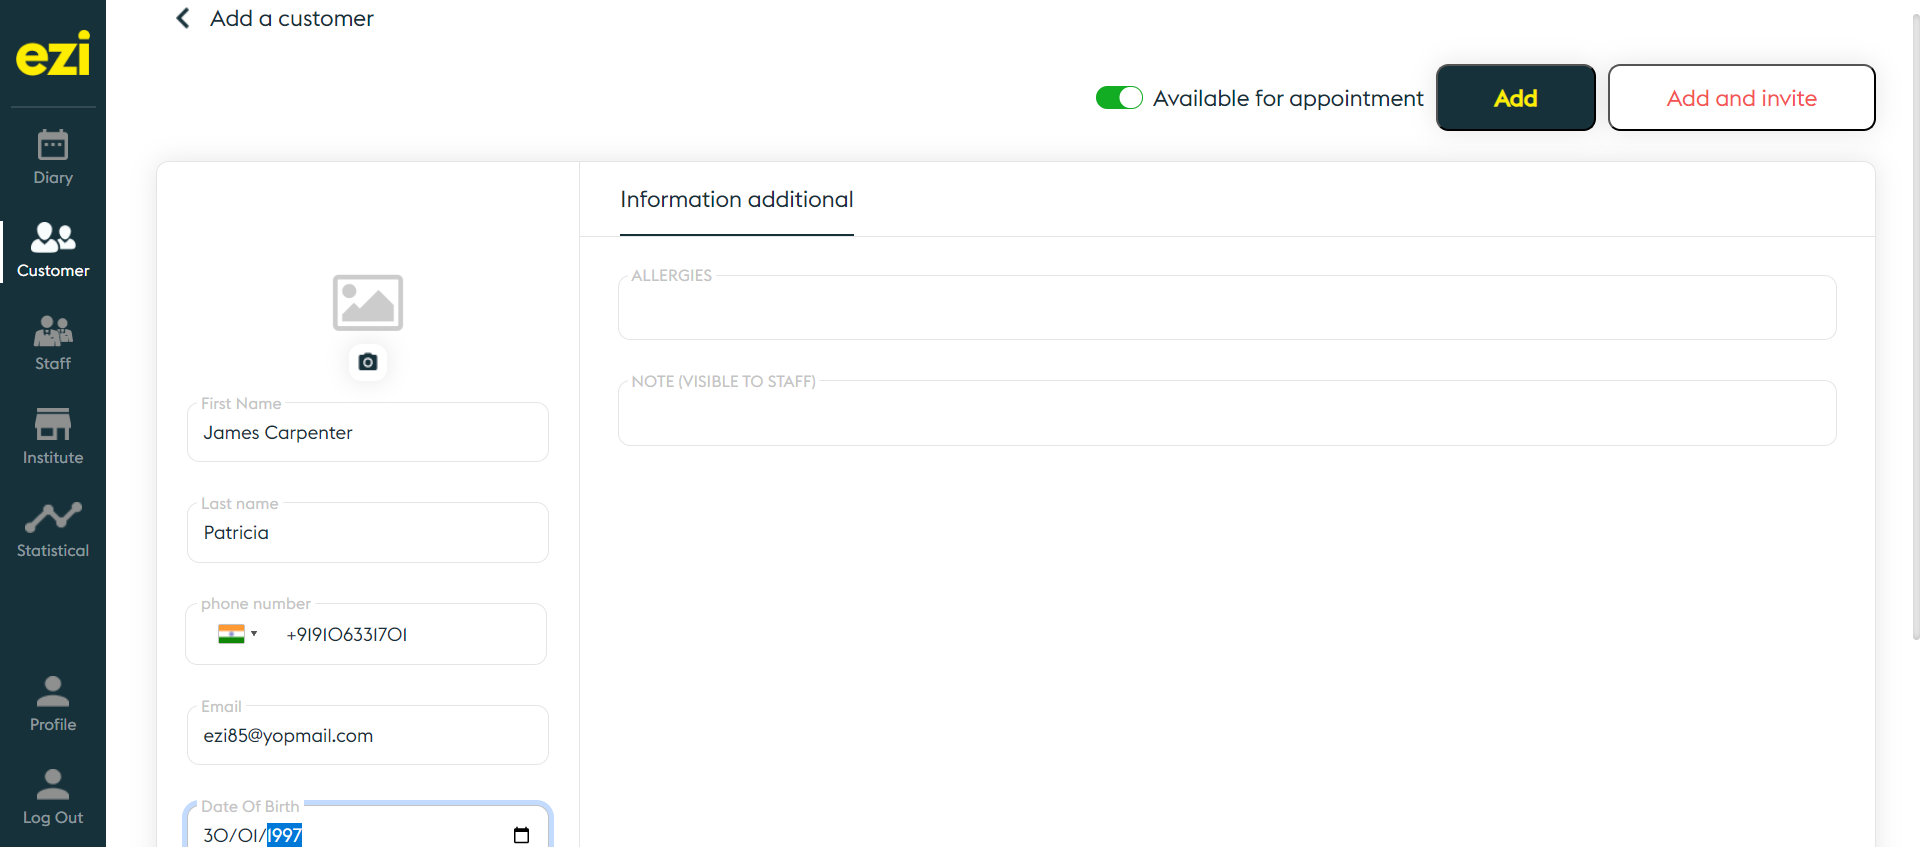 Add a customer
ezi
Available for appointment
Add
Add and invite
Diary
Customer
Staff
Institute
Statistical
Profile
Log Out
First Name
James Carpenter
Last name
Patricia
phone number
+919106331701
Email
ezi85@yopmail.com
Date Of Birth
30/01/1997
Information additional
ALLERGIES
NOTE (VISIBLE TO STAFF)